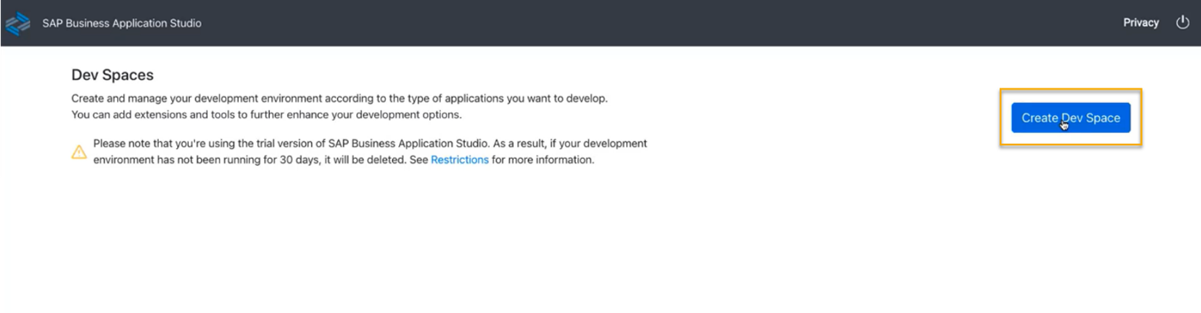 SAP Business Application Studio
Privacy
Dev Spaces
Create and manage your development environment according to the type of applications you want to develop.
You can add extensions and tools to further enhance your development options.
Create Dev Space
Please note that you're using the trial version of SAP Business Application Studio. As a result, if your development
environment has not been running for 30 days, it will be deleted. See Restrictions for more information.